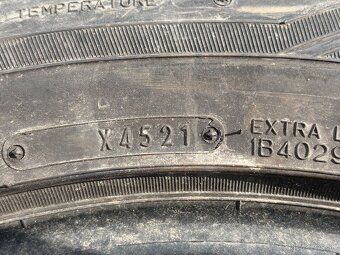 TEMPERATURE
X4521
EXTRA L
1B4029